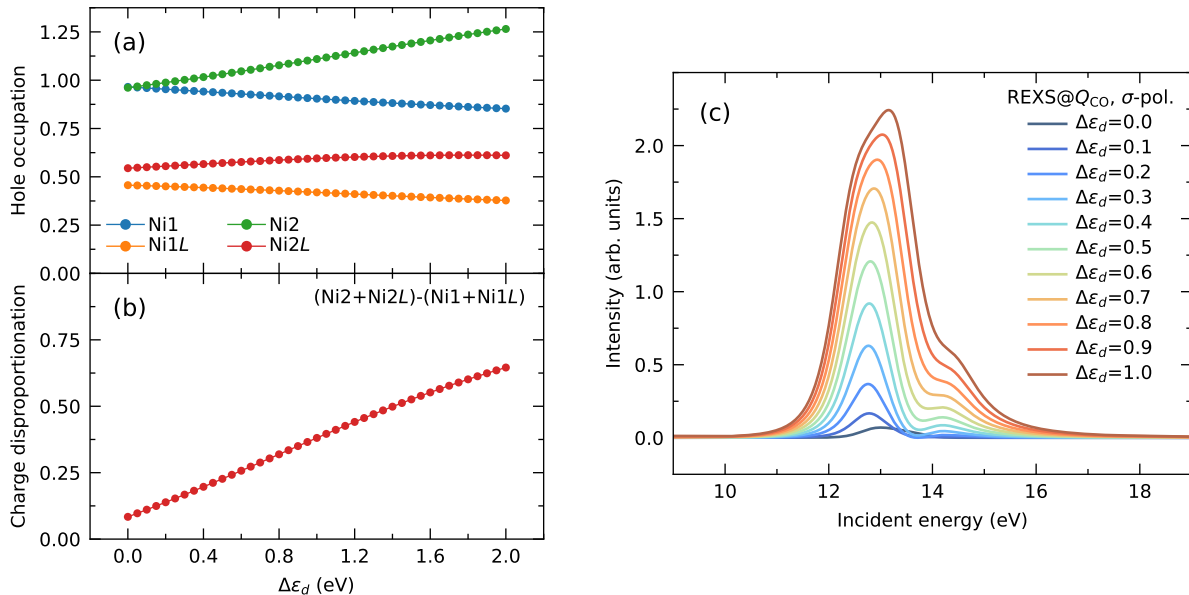 (a)
Hole occupation
1.25
1.00
0.75
0.50
0.25
0.00
Ni1
Ni2
Ni1L
Ni2L
(b)
(Ni2+Ni2L)-(Ni1+Ni1L)
Charge disproportionation
0.75
0.50
0.25
0.00
0.0 0.4 0.8 1.2 1.6 2.0
Δε_d (eV)
(c)
REXS@Q_CO, σ-pol.
Δε_d=0.0
Δε_d=0.1
Δε_d=0.2
Δε_d=0.3
Δε_d=0.4
Δε_d=0.5
Δε_d=0.6
Δε_d=0.7
Δε_d=0.8
Δε_d=0.9
Δε_d=1.0
Intensity (arb. units)
2.0
1.5
1.0
0.5
0.0
10 12 14 16 18
Incident energy (eV)